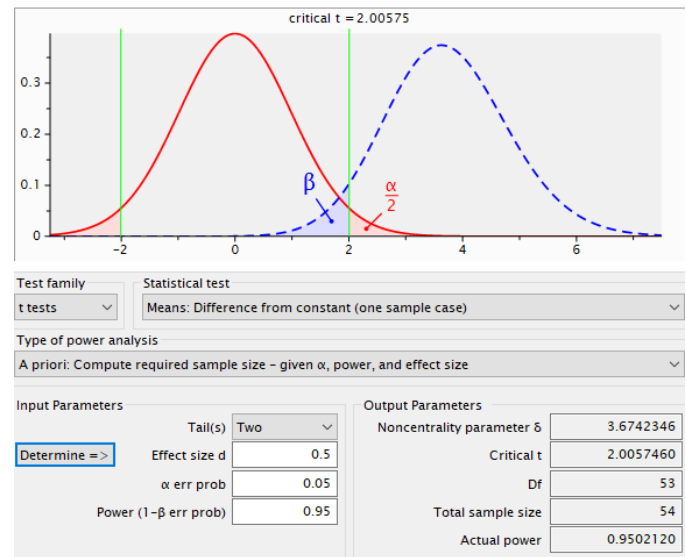 critical t = 2.00575
0.3
0.2
0.1
0
β
α
2
-2 0 2 4 6
Test family
Statistical test
t tests
Means: Difference from constant (one sample case)
Type of power analysis
A priori: Compute required sample size – given α, power, and effect size
Input Parameters
Output Parameters
Tail(s) Two
Noncentrality parameter δ 3.6742346
Determine => Effect size d 0.5
Critical t 2.0057460
α err prob 0.05
Df 53
Power (1-β err prob) 0.95
Total sample size 54
Actual power 0.9502120